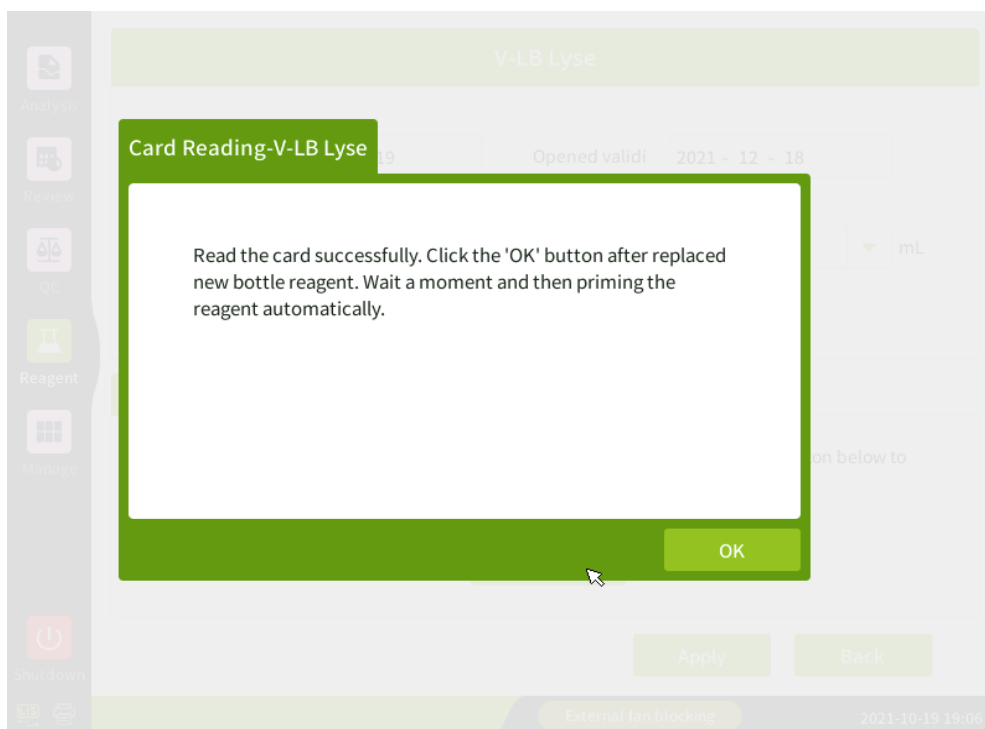 V-LB Lyse
Analysis
Card Reading-V-LB Lyse
19 Opened validi 2021 - 12 - 18
Review
mL
QC
Read the card successfully. Click the 'OK' button after replaced
new bottle reagent. Wait a moment and then priming the
reagent automatically.
Reagent
on below to
Manage
OK
Apply Back
Shutdown
LIS
External fan blocking 2021-10-19 19:06